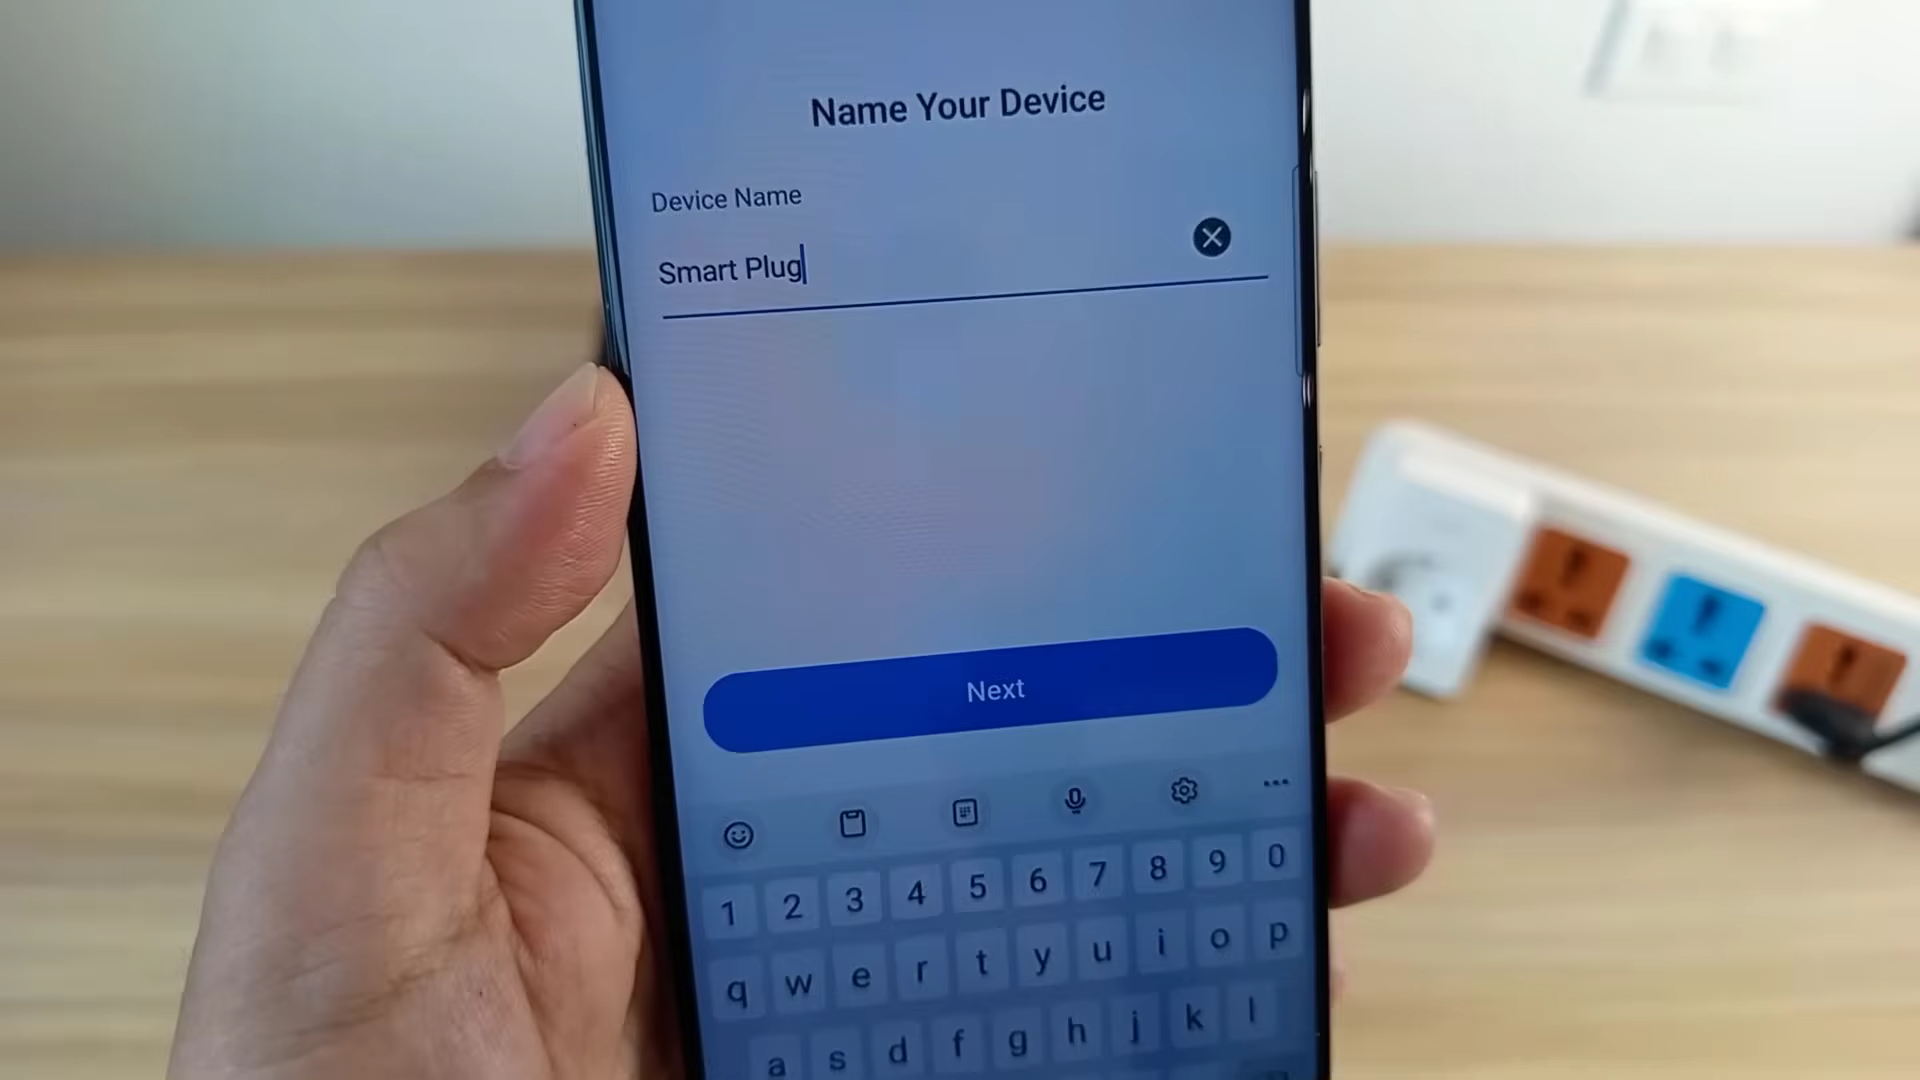 Name Your Device
Device Name
Smart Plug
Next
1 2 3 4 5 6 7 8 9 0
q w e r t y u i o p
a s d f g h j k l